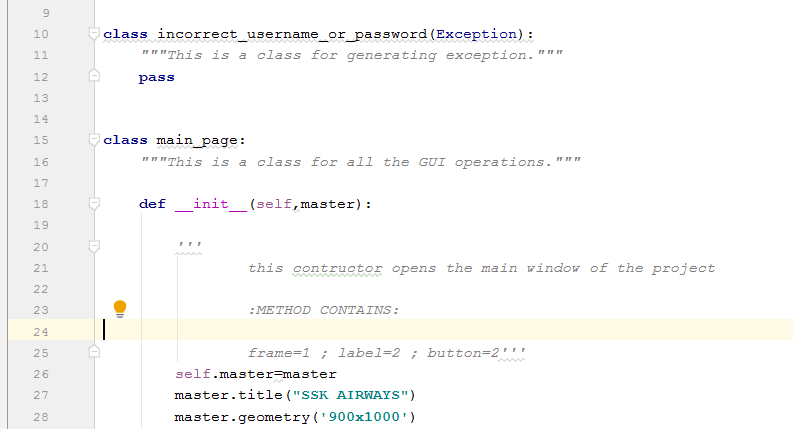 9
10 class incorrect_username_or_password(Exception):
11 """This is a class for generating exception."""
12 pass
13
14
15 class main_page:
16 """This is a class for all the GUI operations."""
17
18 def __init__(self,master):
19
20 '''
21 this contructor opens the main window of the project
22
23 :METHOD CONTAINS:
24
25 frame=1 ; label=2 ; button=2'''
26 self.master=master
27 master.title("SSK AIRWAYS")
28 master.geometry('900x1000')